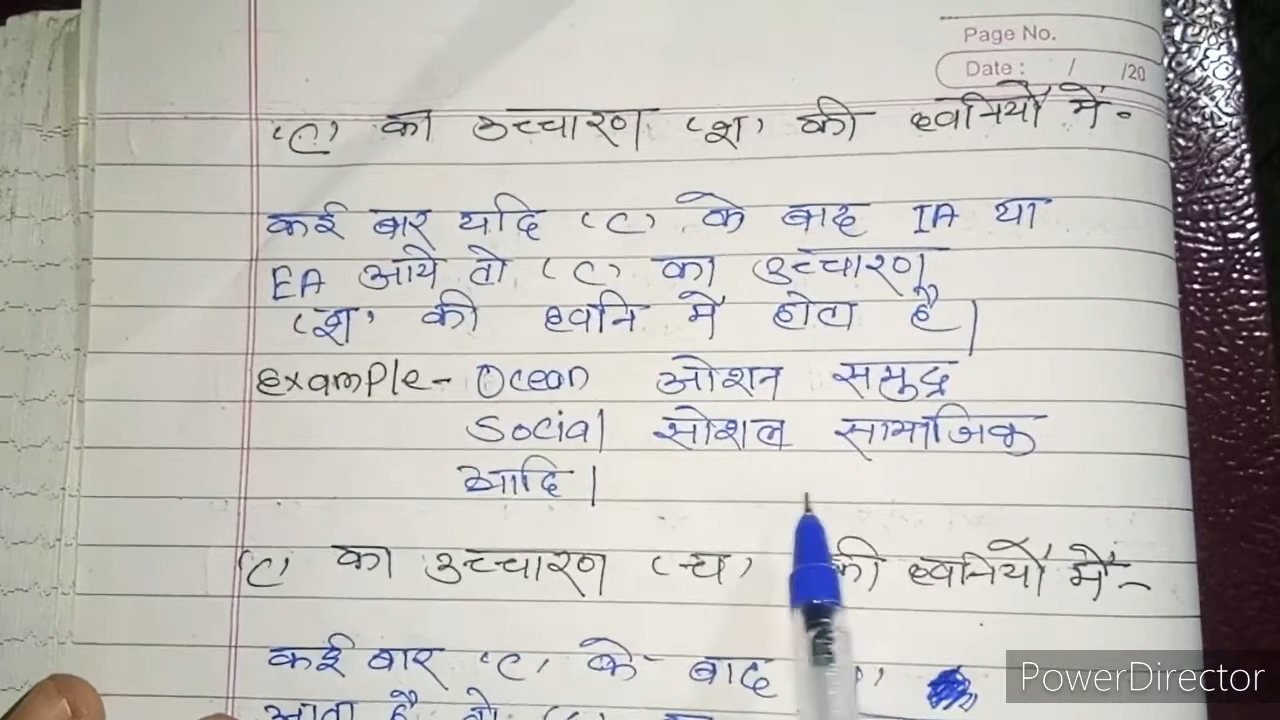 Page No.
Date : / /20
'C' का उच्चारण 'श' की ध्वनियों में-
कई बार यदि 'C' के बाद IA या
EA आये तो 'C' का उच्चारण
'श' की ध्वनि में होता है।
Example- Ocean ओशन समुद्र
Social सोशल सामाजिक
आदि।
'C' का उच्चारण 'च' की ध्वनियों में-
कई बार 'C' के बाद
आता है तो 'C'
PowerDirector